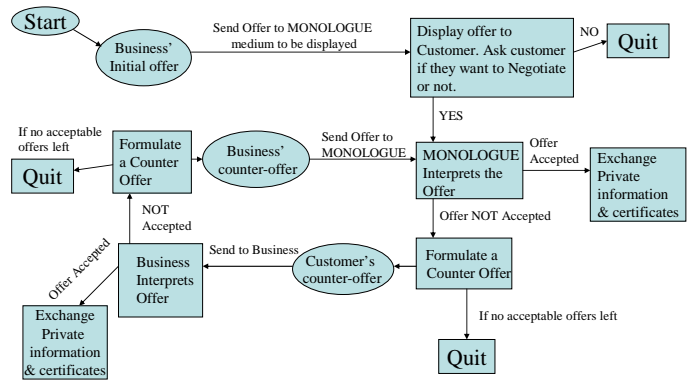 Start
Business'
Initial offer
Send Offer to MONOLOGUE
medium to be displayed
Display offer to
Customer. Ask customer
if they want to Negotiate
or not.
NO
Quit
YES
If no acceptable
offers left
Quit
Formulate
a Counter
Offer
Business'
counter-offer
Send Offer to
MONOLOGUE
MONOLOGUE
Interprets the
Offer
Offer
Accepted
Exchange
Private
information
& certificates
NOT
Accepted
Offer NOT Accepted
Offer Accepted
Business
Interprets
Offer
Send to Business
Customer's
counter-offer
Formulate a
Counter Offer
Exchange
Private
information
& certificates
If no acceptable offers left
Quit